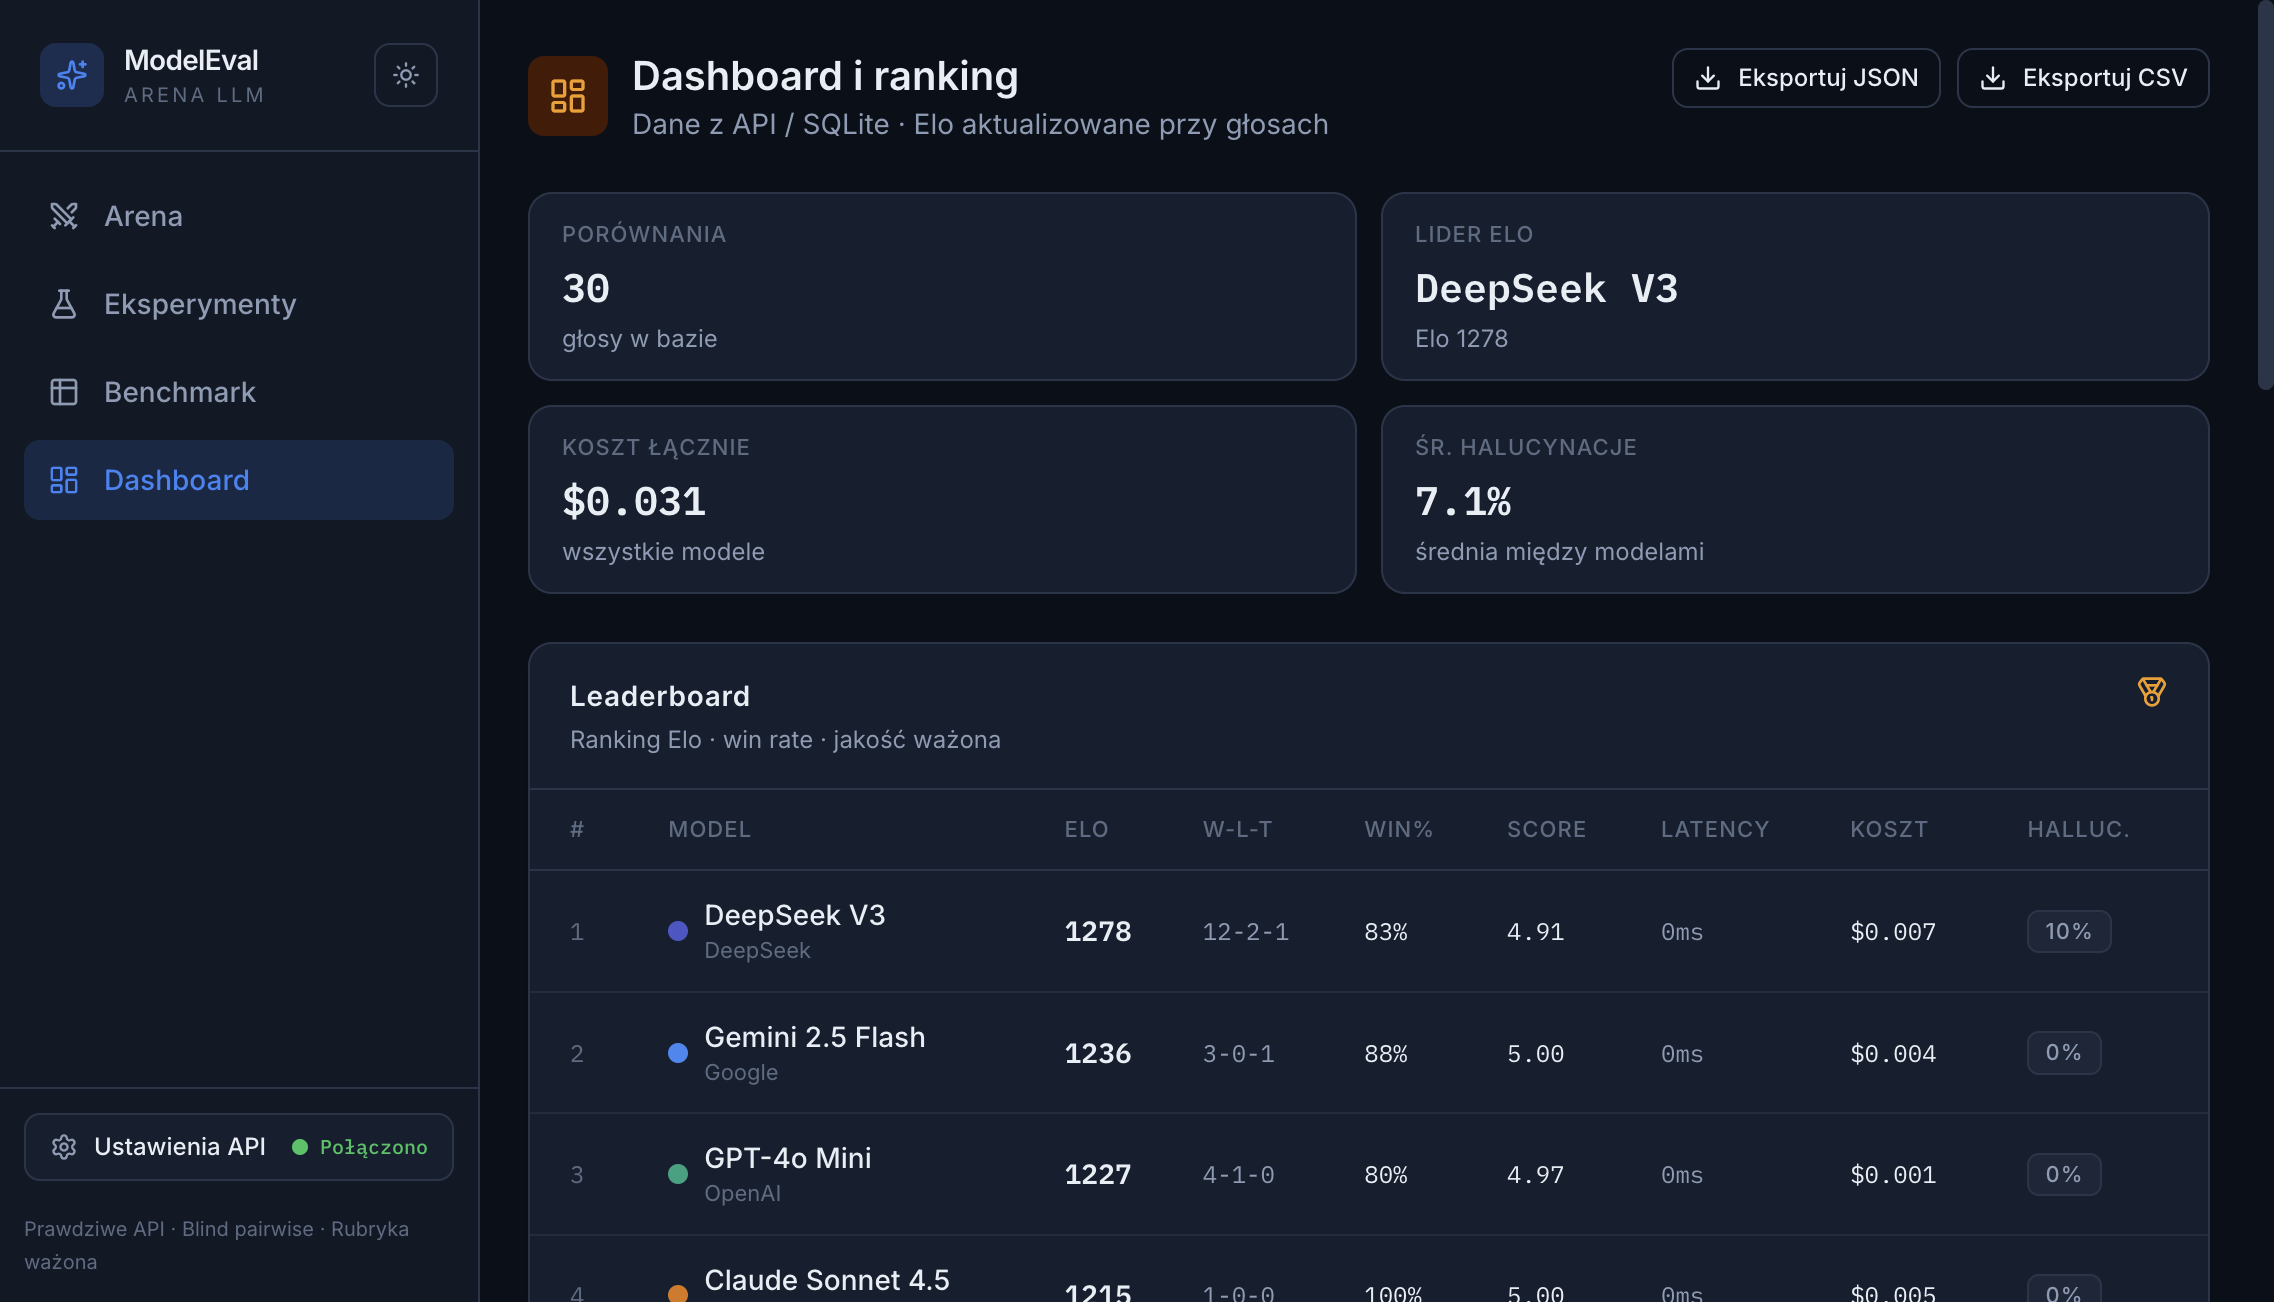 ModelEval
ARENA LLM
Arena
Eksperymenty
Benchmark
Dashboard
Ustawienia API Połączono
Prawdziwe API · Blind pairwise · Rubryka
ważona
Dashboard i ranking
Dane z API / SQLite · Elo aktualizowane przy głosach
Eksportuj JSON
Eksportuj CSV
PORÓWNANIA
30
głosy w bazie
LIDER ELO
DeepSeek V3
Elo 1278
KOSZT ŁĄCZNIE
$0.031
wszystkie modele
ŚR. HALUCYNACJE
7.1%
średnia między modelami
Leaderboard
Ranking Elo · win rate · jakość ważona
# MODEL ELO W-L-T WIN% SCORE LATENCY KOSZT HALLUC.
1 DeepSeek V3 1278 12-2-1 83% 4.91 0ms $0.007 10%
DeepSeek
2 Gemini 2.5 Flash 1236 3-0-1 88% 5.00 0ms $0.004 0%
Google
3 GPT-4o Mini 1227 4-1-0 80% 4.97 0ms $0.001 0%
OpenAI
4 Claude Sonnet 4.5 1215 1-0-0 100% 5.00 0ms $0.005 0%